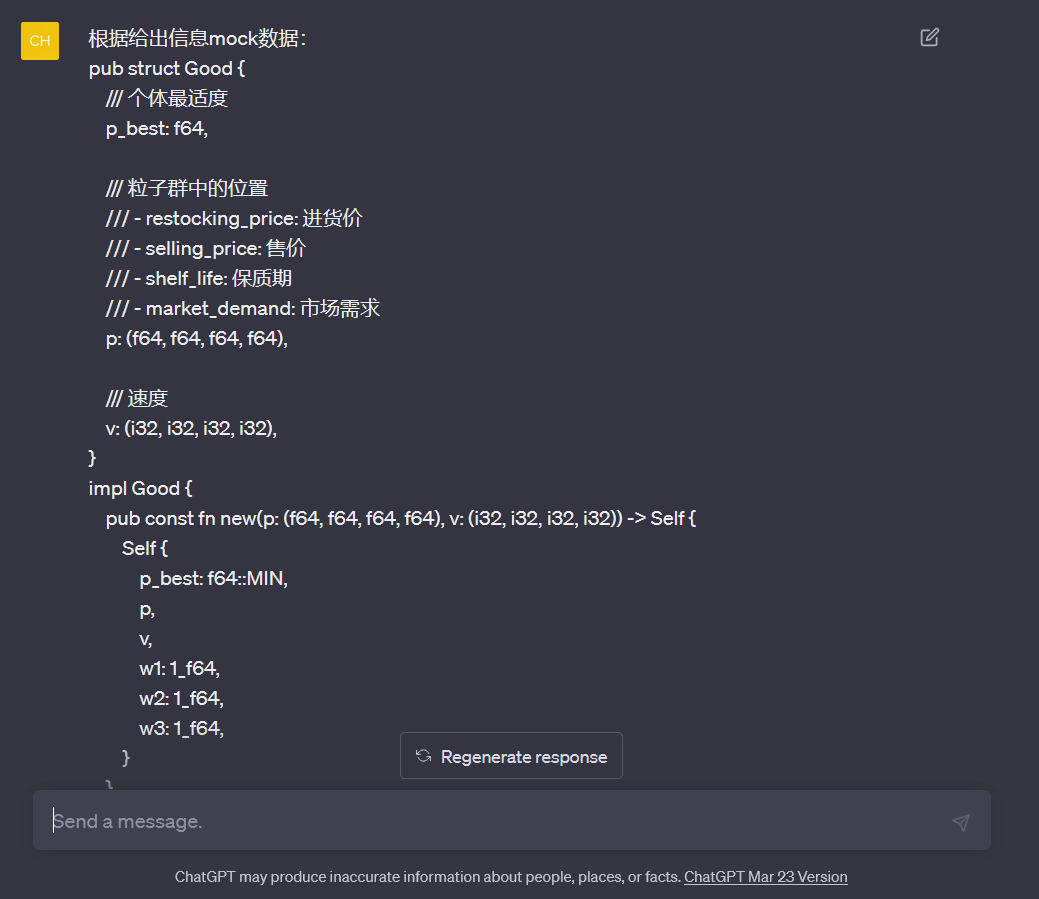 CH
根据给出信息mock数据：
pub struct Good {
/// 个体最适度
p_best: f64,
/// 粒子群中的位置
/// - restocking_price: 进货价
/// - selling_price: 售价
/// - shelf_life: 保质期
/// - market_demand: 市场需求
p: (f64, f64, f64, f64),
/// 速度
v: (i32, i32, i32, i32),
}
impl Good {
pub const fn new(p: (f64, f64, f64, f64), v: (i32, i32, i32, i32)) -> Self {
Self {
p_best: f64::MIN,
p,
v,
w1: 1_f64,
w2: 1_f64,
w3: 1_f64,
}
}
Regenerate response
Send a message.
ChatGPT may produce inaccurate information about people, places, or facts. ChatGPT Mar 23 Version